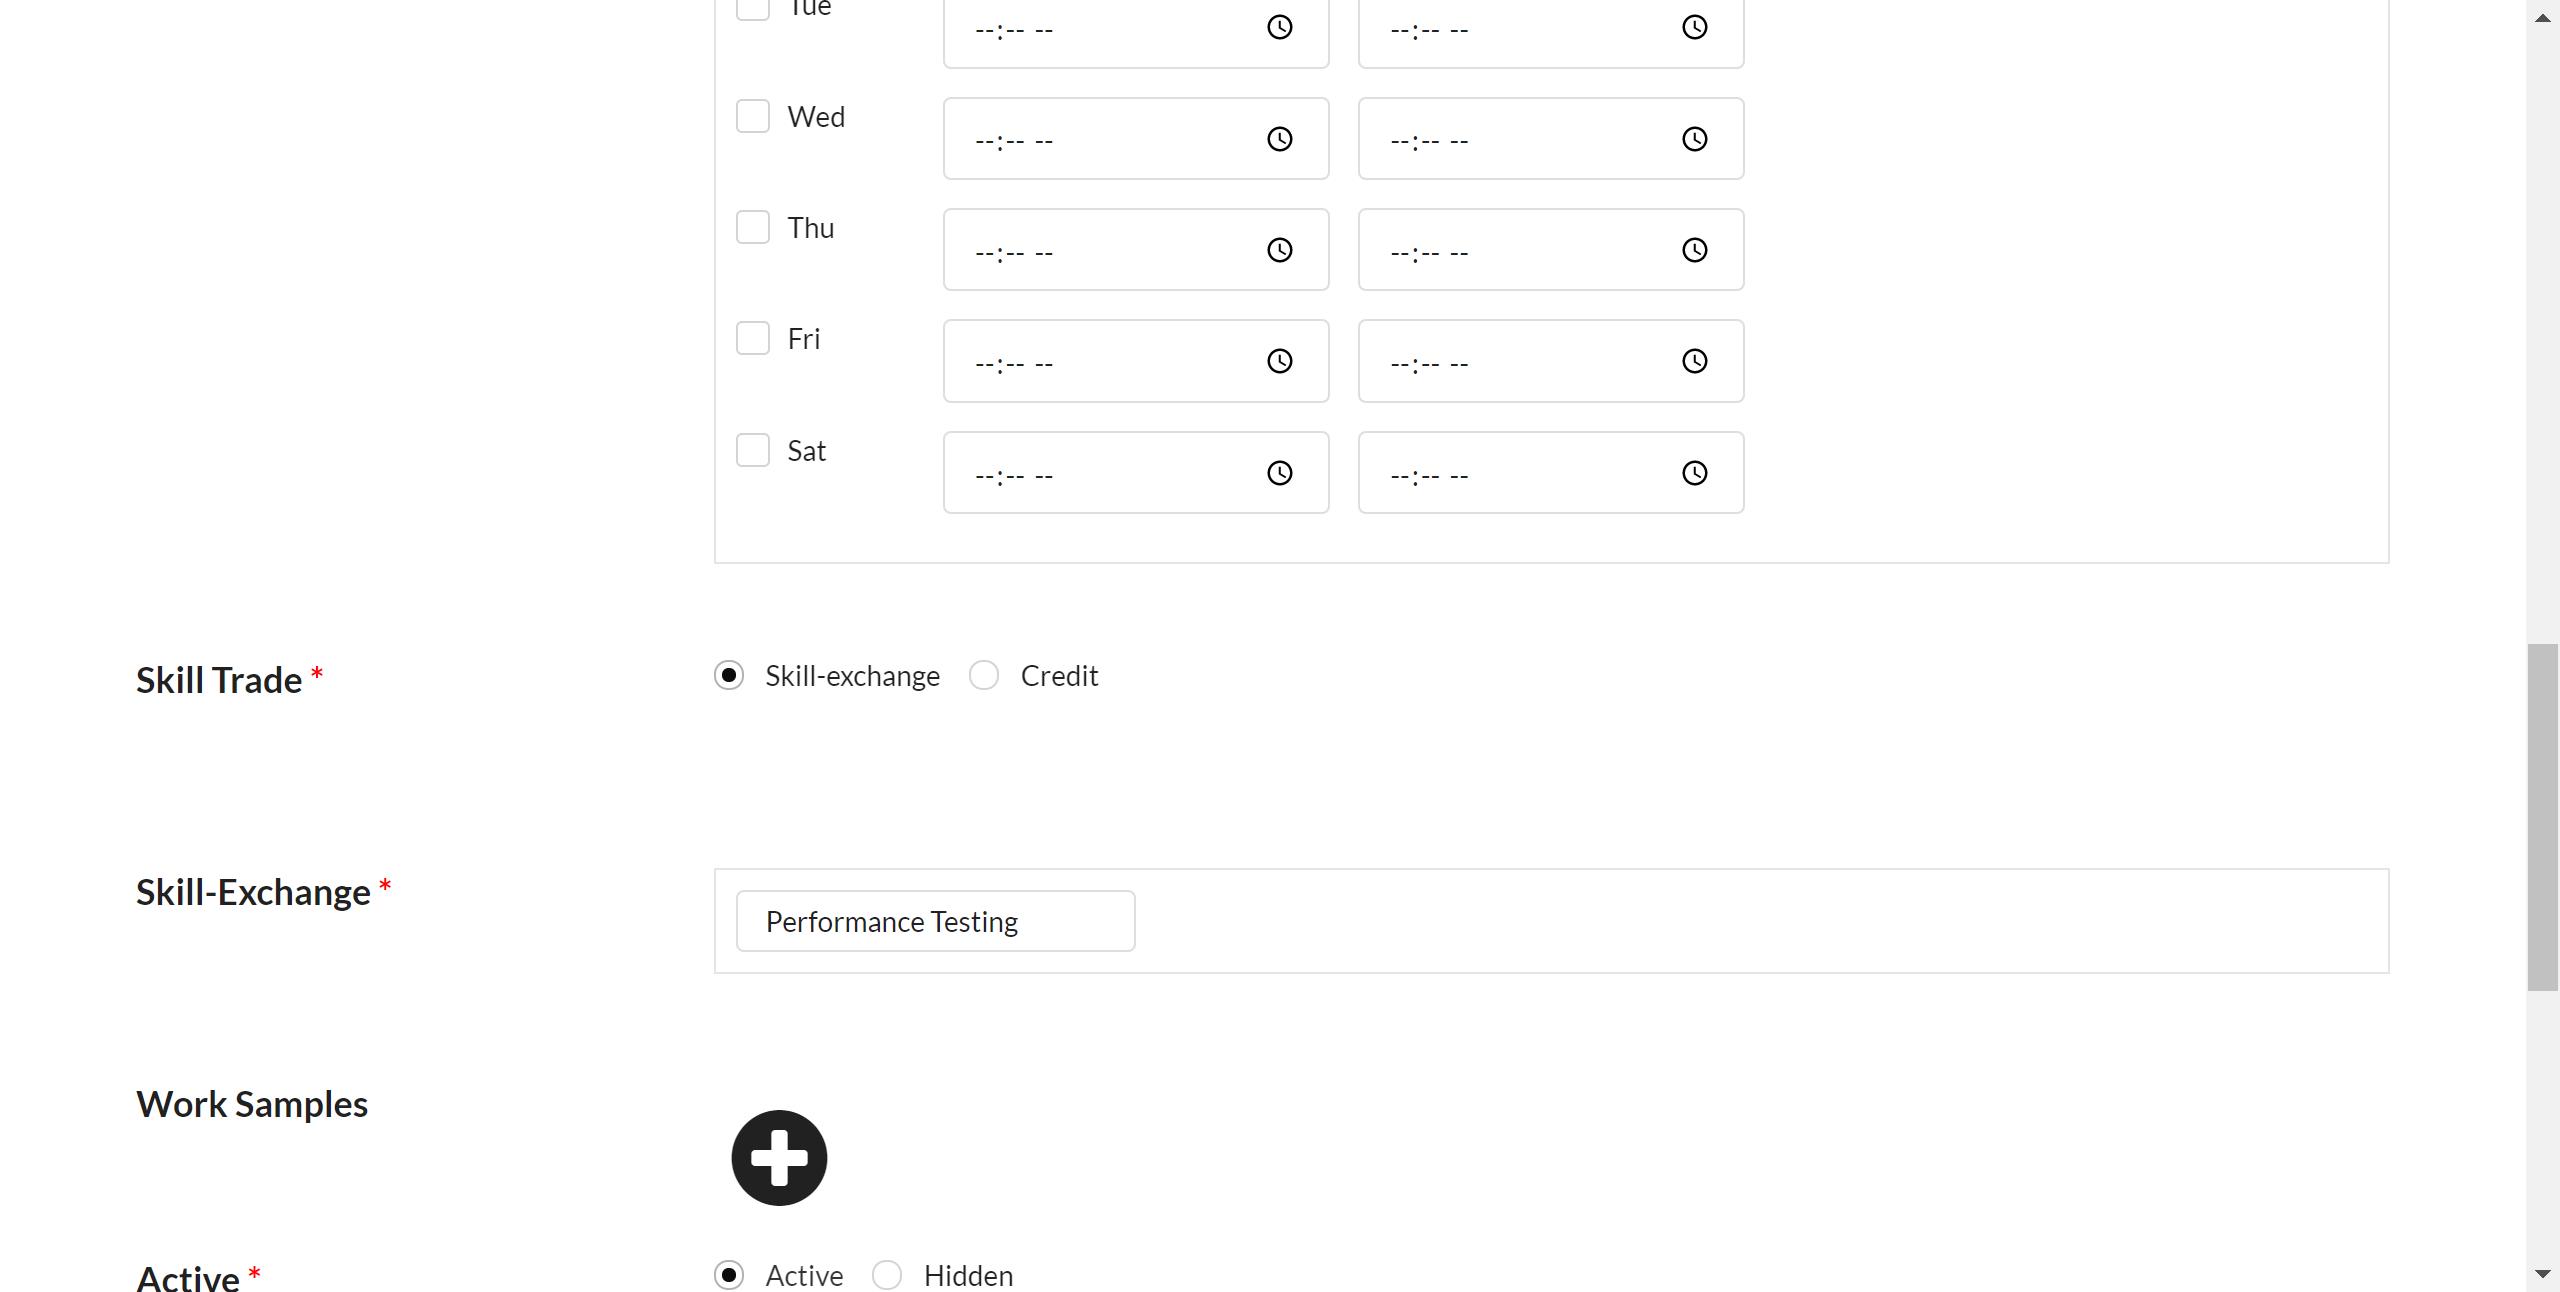 Tue --:-- -- --:-- --
Wed --:-- -- --:-- --
Thu --:-- -- --:-- --
Fri --:-- -- --:-- --
Sat --:-- -- --:-- --
Skill Trade * Skill-exchange Credit
Skill-Exchange * Performance Testing
Work Samples
Active * Active Hidden